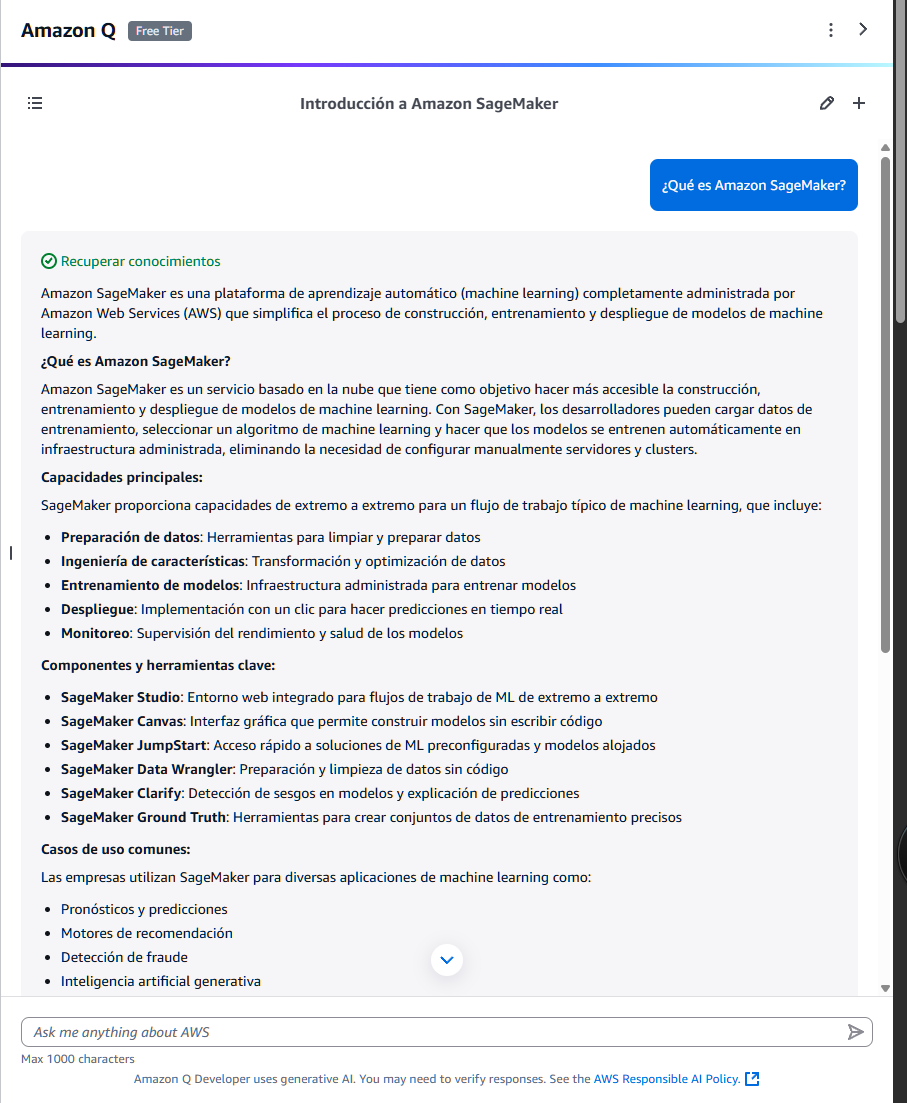 Amazon Q Free Tier
Introducción a Amazon SageMaker
¿Qué es Amazon SageMaker?
Recuperar conocimientos
Amazon SageMaker es una plataforma de aprendizaje automático (machine learning) completamente administrada por
Amazon Web Services (AWS) que simplifica el proceso de construcción, entrenamiento y despliegue de modelos de machine
learning.
¿Qué es Amazon SageMaker?
Amazon SageMaker es un servicio basado en la nube que tiene como objetivo hacer más accesible la construcción,
entrenamiento y despliegue de modelos de machine learning. Con SageMaker, los desarrolladores pueden cargar datos de
entrenamiento, seleccionar un algoritmo de machine learning y hacer que los modelos se entrenen automáticamente en
infraestructura administrada, eliminando la necesidad de configurar manualmente servidores y clusters.
Capacidades principales:
SageMaker proporciona capacidades de extremo a extremo para un flujo de trabajo típico de machine learning, que incluye:
• Preparación de datos: Herramientas para limpiar y preparar datos
• Ingeniería de características: Transformación y optimización de datos
• Entrenamiento de modelos: Infraestructura administrada para entrenar modelos
• Despliegue: Implementación con un clic para hacer predicciones en tiempo real
• Monitoreo: Supervisión del rendimiento y salud de los modelos
Componentes y herramientas clave:
• SageMaker Studio: Entorno web integrado para flujos de trabajo de ML de extremo a extremo
• SageMaker Canvas: Interfaz gráfica que permite construir modelos sin escribir código
• SageMaker JumpStart: Acceso rápido a soluciones de ML preconfiguradas y modelos alojados
• SageMaker Data Wrangler: Preparación y limpieza de datos sin código
• SageMaker Clarify: Detección de sesgos en modelos y explicación de predicciones
• SageMaker Ground Truth: Herramientas para crear conjuntos de datos de entrenamiento precisos
Casos de uso comunes:
Las empresas utilizan SageMaker para diversas aplicaciones de machine learning como:
• Pronósticos y predicciones
• Motores de recomendación
• Detección de fraude
• Inteligencia artificial generativa
Ask me anything about AWS
Max 1000 characters
Amazon Q Developer uses generative AI. You may need to verify responses. See the AWS Responsible AI Policy.